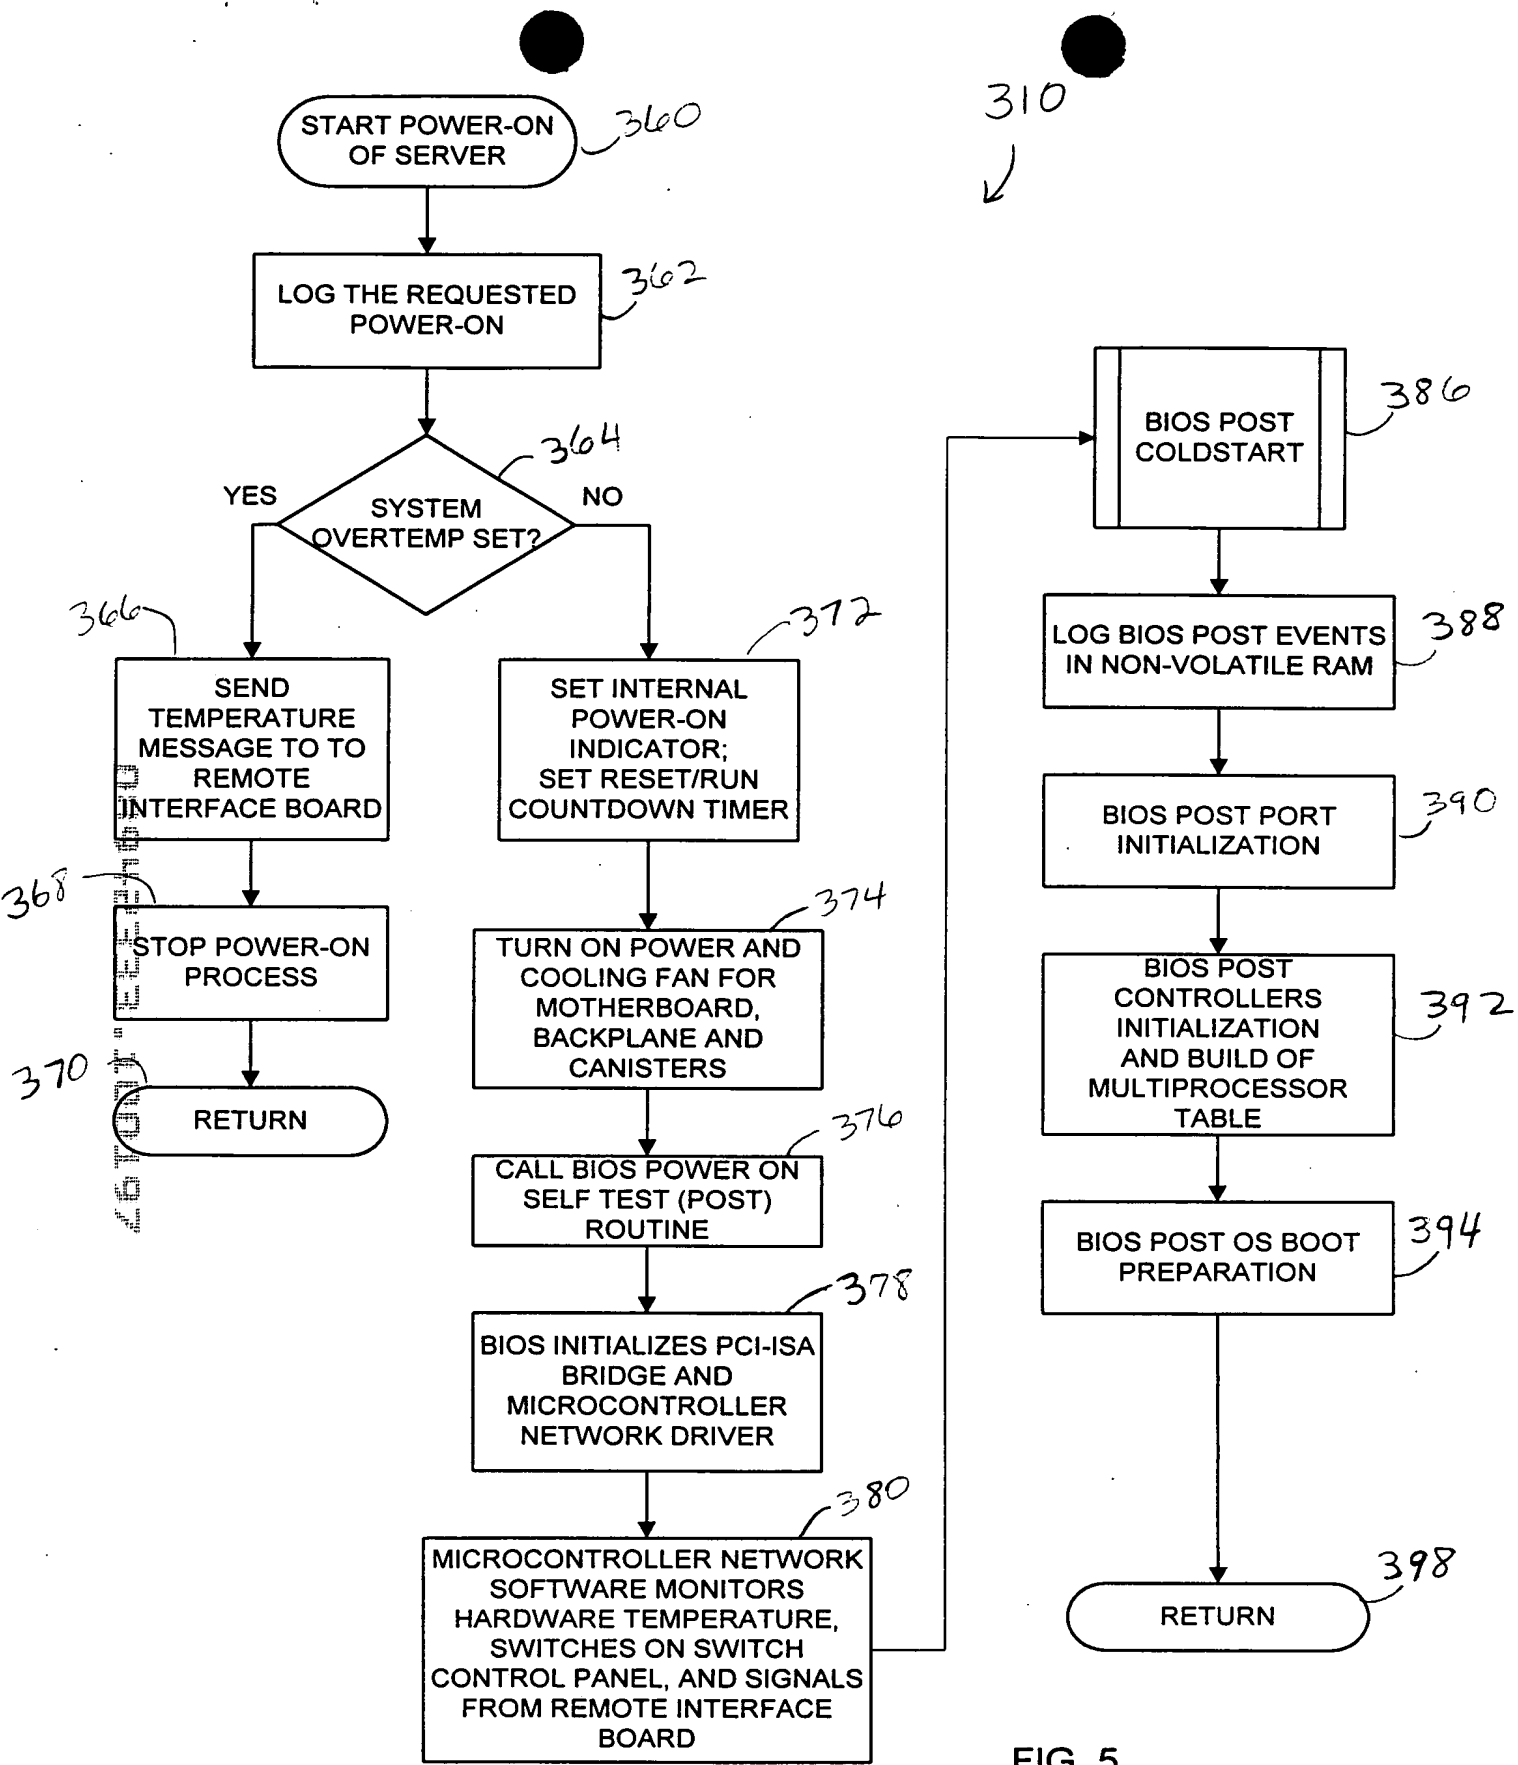 310
START POWER-ON
OF SERVER
360
LOG THE REQUESTED
POWER-ON
362
364
YES
NO
SYSTEM
OVERTEMP SET?
366
SEND
TEMPERATURE
MESSAGE TO TO
REMOTE
INTERFACE BOARD
368
STOP POWER-ON
PROCESS
370
RETURN
372
SET INTERNAL
POWER-ON
INDICATOR;
SET RESET/RUN
COUNTDOWN TIMER
374
TURN ON POWER AND
COOLING FAN FOR
MOTHERBOARD,
BACKPLANE AND
CANISTERS
376
CALL BIOS POWER ON
SELF TEST (POST)
ROUTINE
378
BIOS INITIALIZES PCI-ISA
BRIDGE AND
MICROCONTROLLER
NETWORK DRIVER
380
MICROCONTROLLER NETWORK
SOFTWARE MONITORS
HARDWARE TEMPERATURE,
SWITCHES ON SWITCH
CONTROL PANEL, AND SIGNALS
FROM REMOTE INTERFACE
BOARD
386
BIOS POST
COLDSTART
388
LOG BIOS POST EVENTS
IN NON-VOLATILE RAM
390
BIOS POST PORT
INITIALIZATION
392
BIOS POST
CONTROLLERS
INITIALIZATION
AND BUILD OF
MULTIPROCESSOR
TABLE
394
BIOS POST OS BOOT
PREPARATION
398
RETURN
FIG. 5